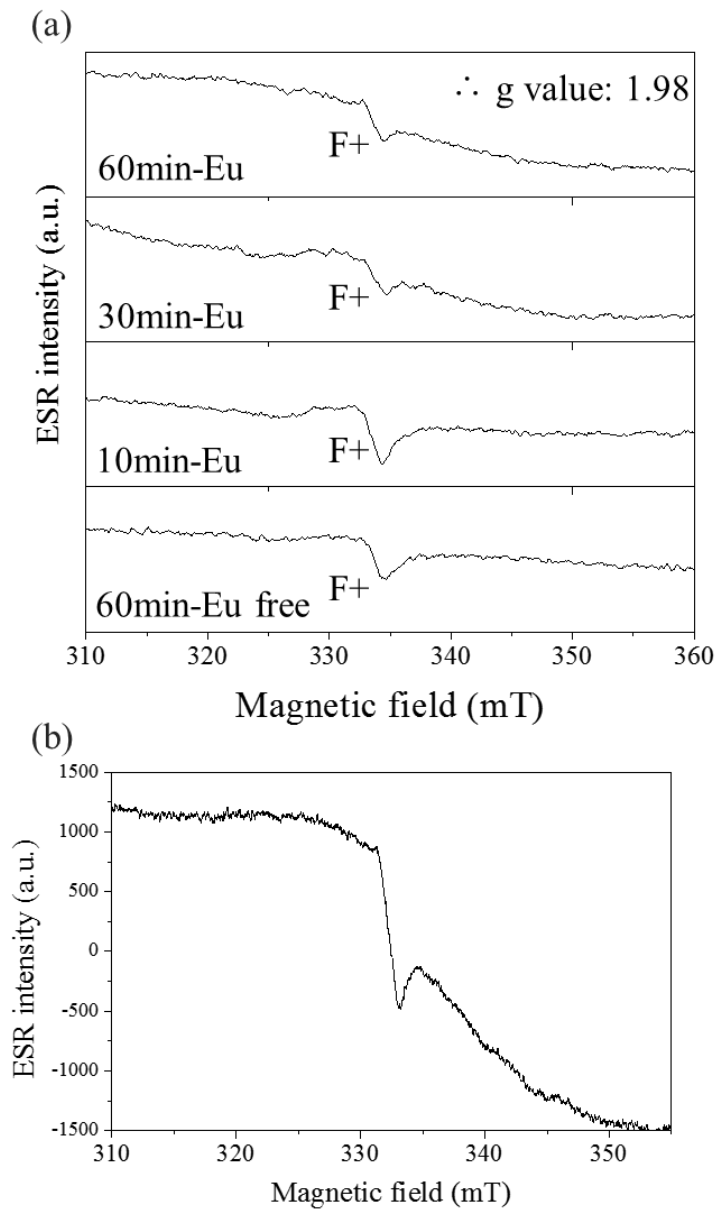 (a)
∴ g value: 1.98
F+
60min-Eu
F+
30min-Eu
F+
10min-Eu
F+
60min-Eu free
ESR intensity (a.u.)
310 320 330 340 350 360
Magnetic field (mT)
(b)
1500
1000
500
0
-500
-1000
-1500
ESR intensity (a.u.)
310 320 330 340 350
Magnetic field (mT)